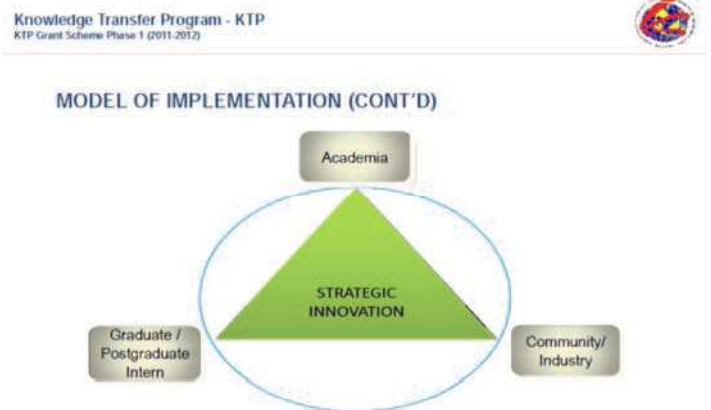 Knowledge Transfer Program - KTP
KTP Grant Scheme Phase 1 (2011-2012)
MODEL OF IMPLEMENTATION (CONT'D)
Academia
STRATEGIC
INNOVATION
Graduate /
Postgraduate
Intern
Community/
Industry